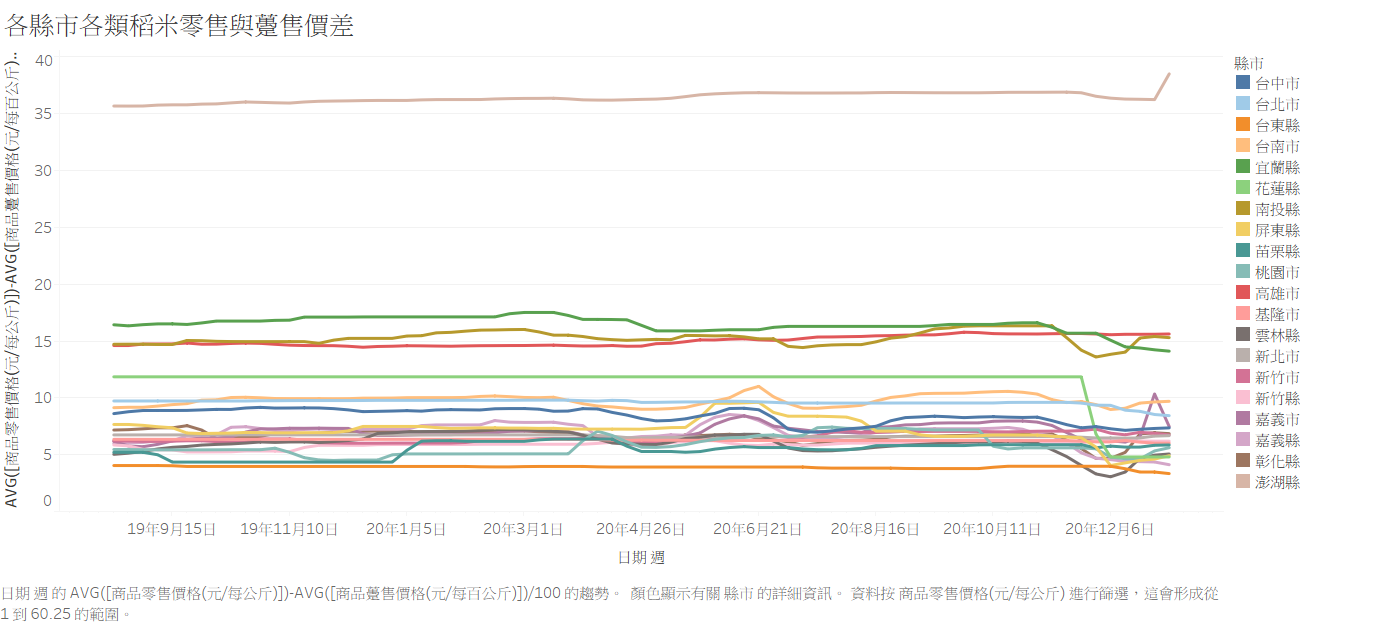 各縣市各類稻米零售與躉售價差
AVG([商品零售價格(元/每公斤)])-AVG([商品躉售價格(元/每百公斤)..
40
35
30
25
20
15
10
5
0
19年9月15日
19年11月10日
20年1月5日
20年3月1日
20年4月26日
20年6月21日
20年8月16日
20年10月11日
20年12月6日
日期 週
縣市
台中市
台北市
台東縣
台南市
宜蘭縣
花蓮縣
南投縣
屏東縣
苗栗縣
桃園市
高雄市
基隆市
雲林縣
新北市
新竹市
新竹縣
嘉義市
嘉義縣
彰化縣
澎湖縣
日期 週 的 AVG([商品零售價格(元/每公斤)])-AVG([商品躉售價格(元/每百公斤)])/100 的趨勢。 顏色顯示有關 縣市 的詳細資訊。 資料按 商品零售價格(元/每公斤) 進行篩選，這會形成從
1 到 60.25 的範圍。